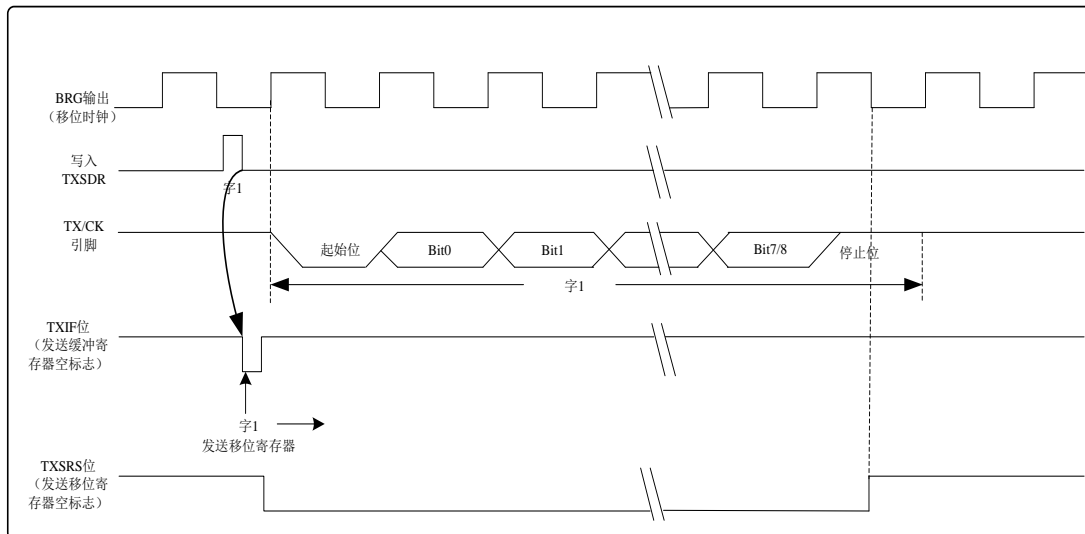 BRG输出
（移位时钟）
写入
TXSDR
字1
TX/CK
引脚
起始位
Bit0
Bit1
Bit7/8
停止位
字1
TXIF位
（发送缓冲寄
存器空标志）
字1
发送移位寄存器
TXSRS位
（发送移位寄
存器空标志）